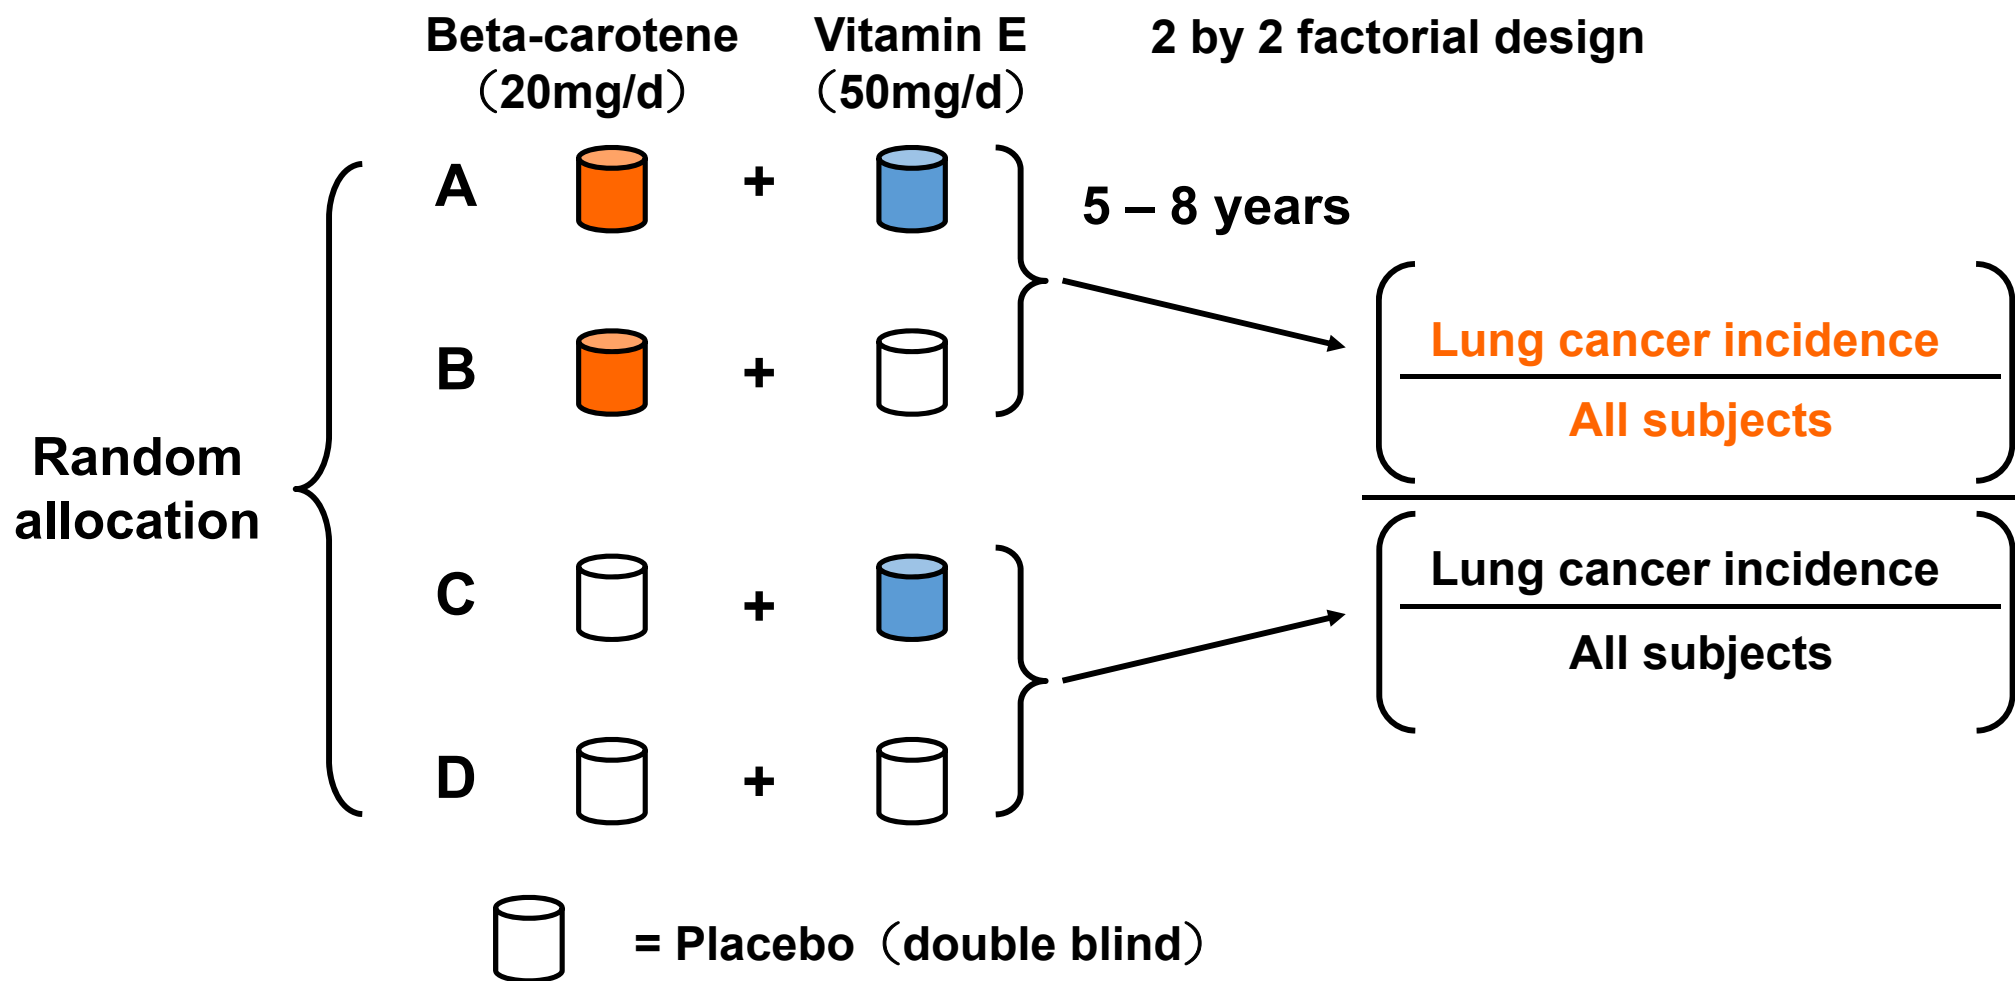 Beta-carotene
（20mg/d）
Vitamin E
（50mg/d）
2 by 2 factorial design
A + 
5 – 8 years
B +
Random
allocation
C +
D +
Lung cancer incidence
All subjects
Lung cancer incidence
All subjects
= Placebo（double blind）